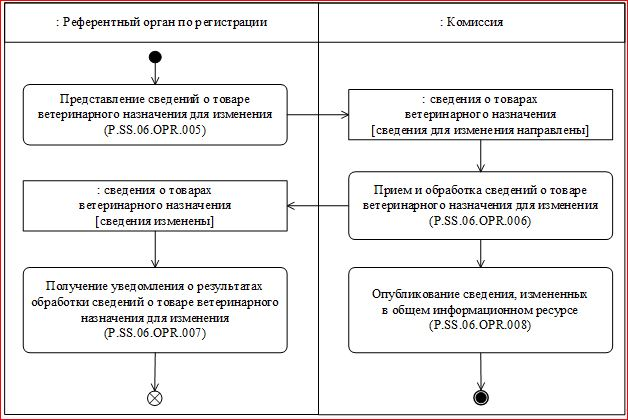 : Референтный орган по регистрации
: Комиссия
Представление сведений о товаре
ветеринарного назначения для изменения
(P.SS.06.OPR.005)
: сведения о товарах
ветеринарного назначения
[сведения для изменения направлены]
: сведения о товарах
ветеринарного назначения
[сведения изменены]
Прием и обработка сведений о товаре
ветеринарного назначения для изменения
(P.SS.06.OPR.006)
Получение уведомления о результатах
обработки сведений о товаре ветеринарного
назначения для изменения
(P.SS.06.OPR.007)
Опубликование сведения, измененных
в общем информационном ресурсе
(P.SS.06.OPR.008)